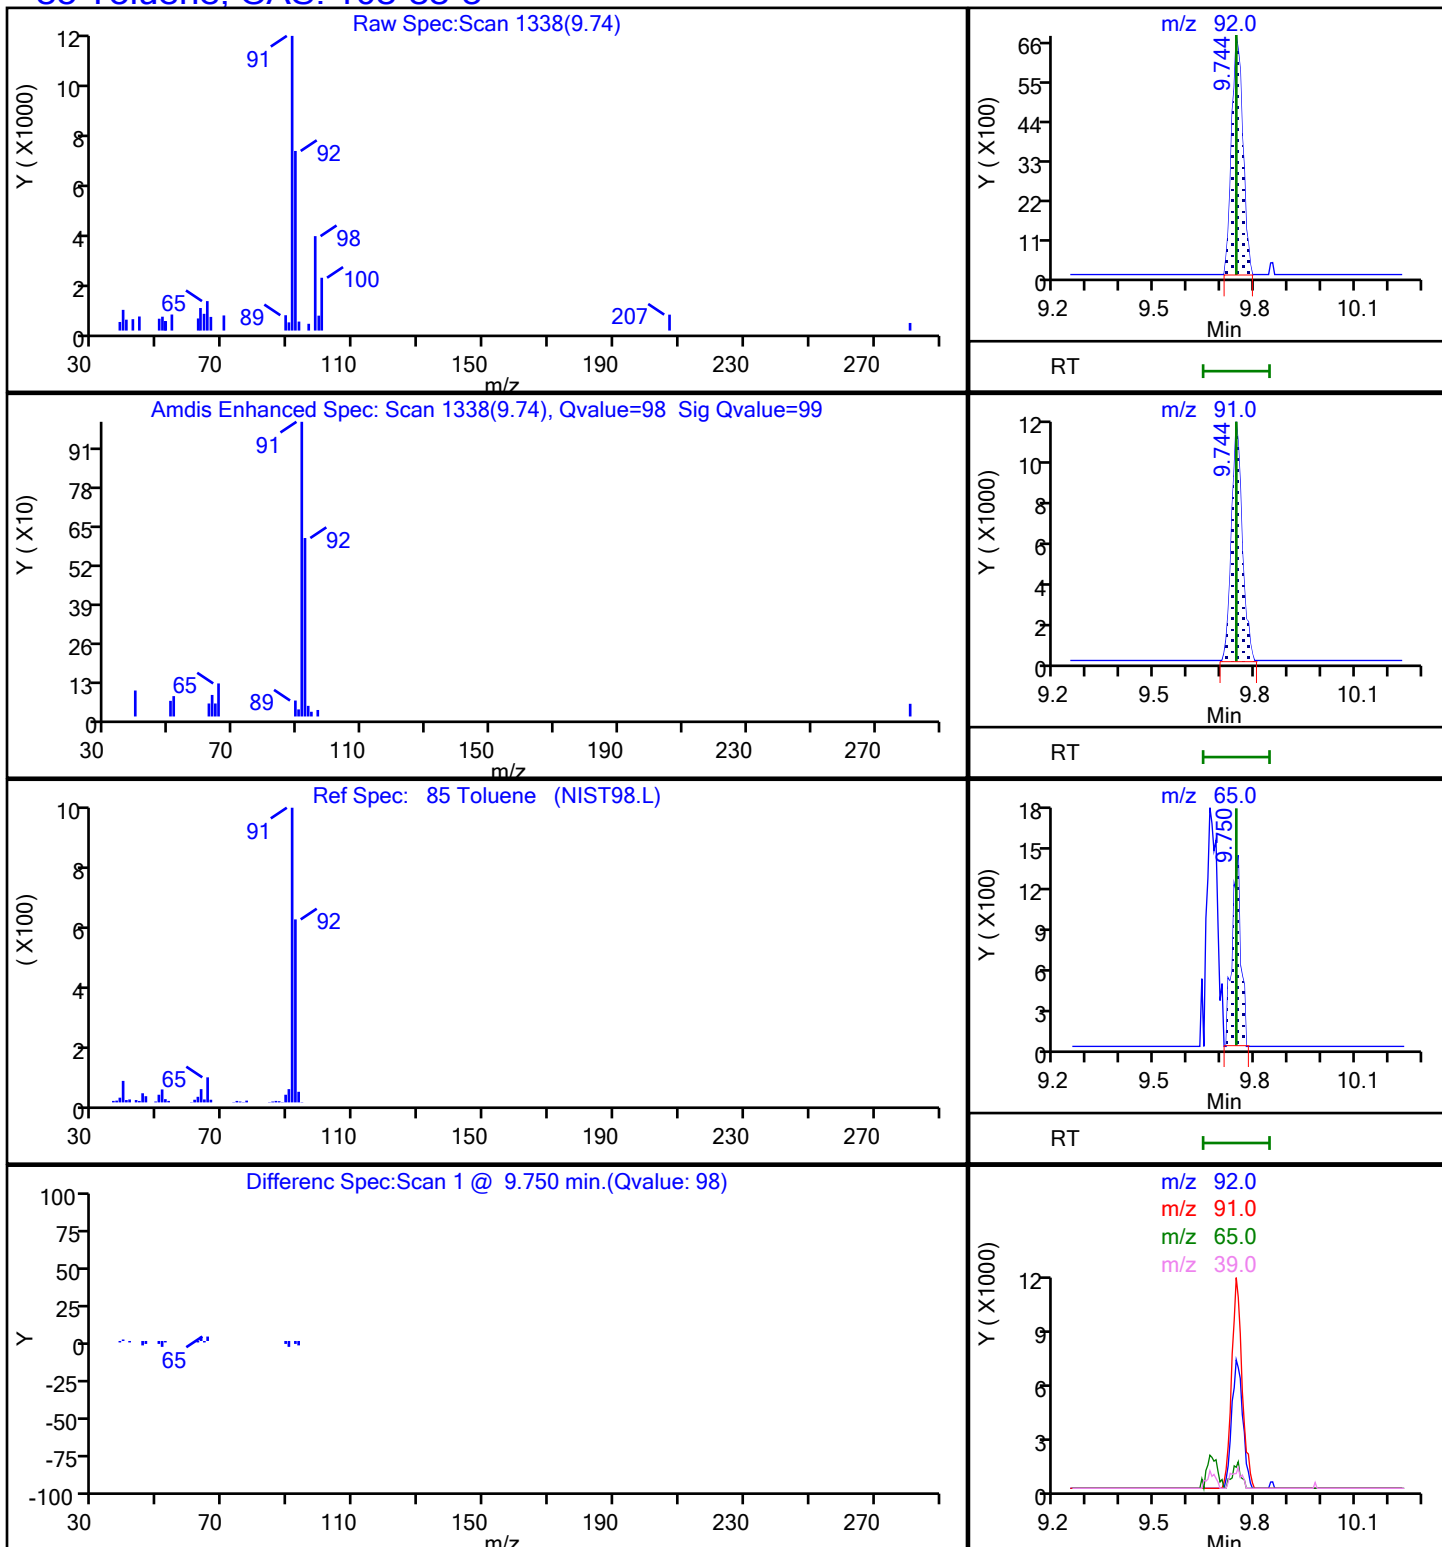 85 Toluene, CAS: 108-88-3
Raw Spec:Scan 1338(9.74)
Y ( X1000)
12
10
8
6
4
2
0
91
92
98
100
65
89
207
30 70 110 150 190 230 270
m/z
m/z 92.0
Y ( X100)
66
55
44
33
22
11
0
9.744
9.2 9.5 9.8 10.1
Min
RT
Amdis Enhanced Spec: Scan 1338(9.74), Qvalue=98 Sig Qvalue=99
Y ( X10)
91
78
65
52
39
26
13
0
91
92
65
89
30 70 110 150 190 230 270
m/z
m/z 91.0
Y ( X1000)
12
10
8
6
4
2
0
9.744
9.2 9.5 9.8 10.1
Min
RT
Ref Spec: 85 Toluene (NIST98.L)
( X100)
10
8
6
4
2
0
91
92
65
30 70 110 150 190 230 270
m/z 65.0
Y ( X100)
18
15
12
9
6
3
0
9.750
9.2 9.5 9.8 10.1
Min
RT
Differenc Spec:Scan 1 @ 9.750 min.(Qvalue: 98)
Y
100
75
50
25
0
-25
-50
-75
-100
65
30 70 110 150 190 230 270
m/z
m/z 92.0
m/z 91.0
m/z 65.0
m/z 39.0
Y ( X1000)
12
9
6
3
0
9.2 9.5 9.8 10.1
Min